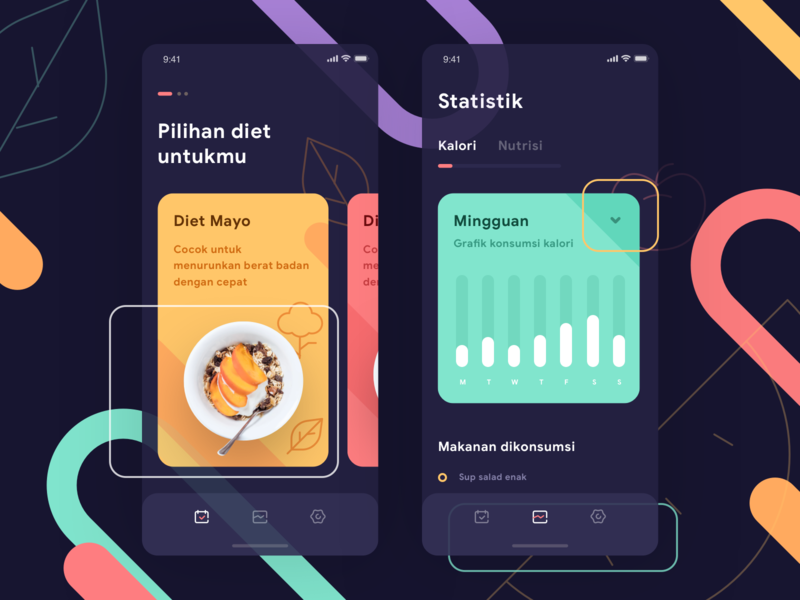 9:41
Pilihan diet
untukmu
Diet Mayo
Cocok untuk
menurunkan berat badan
dengan cepat
Di
Co
me
de
9:41
Statistik
Kalori Nutrisi
Mingguan
Grafik konsumsi kalori
M T W T F S S
Makanan dikonsumsi
Sup salad enak